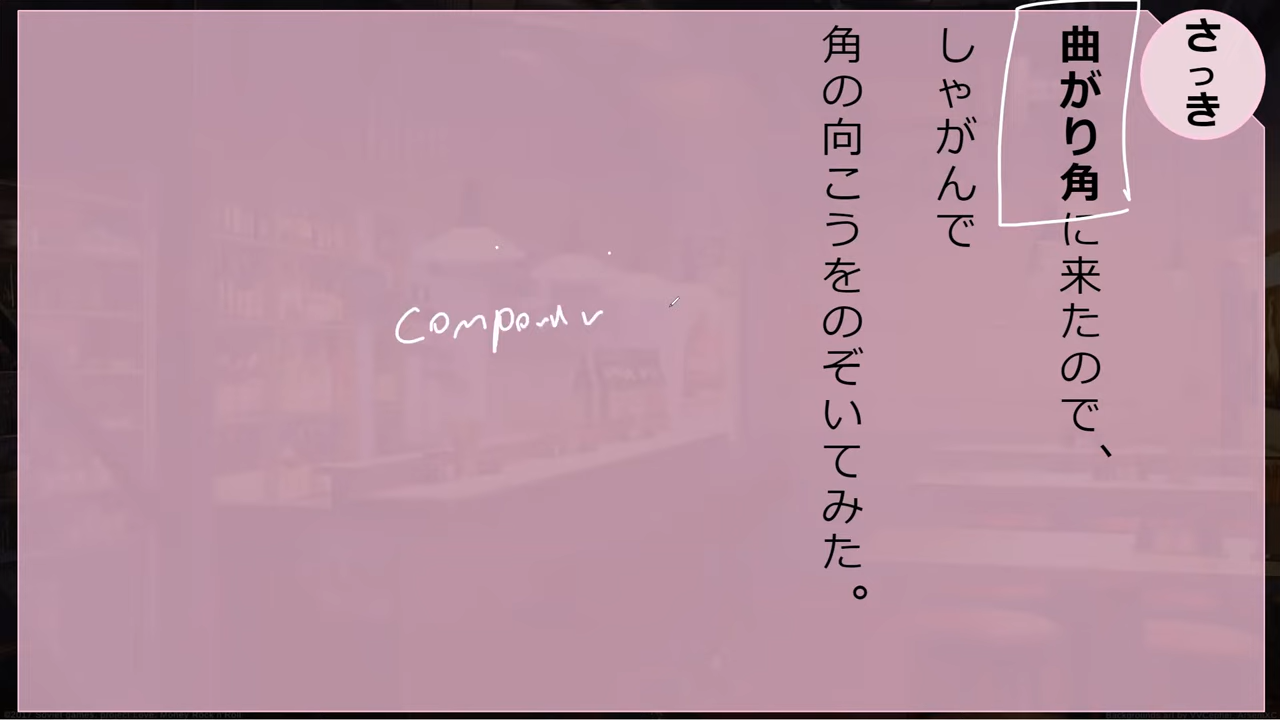 さっき
曲がり角に来たので、
しゃがんで
角の向こうをのぞいてみた。